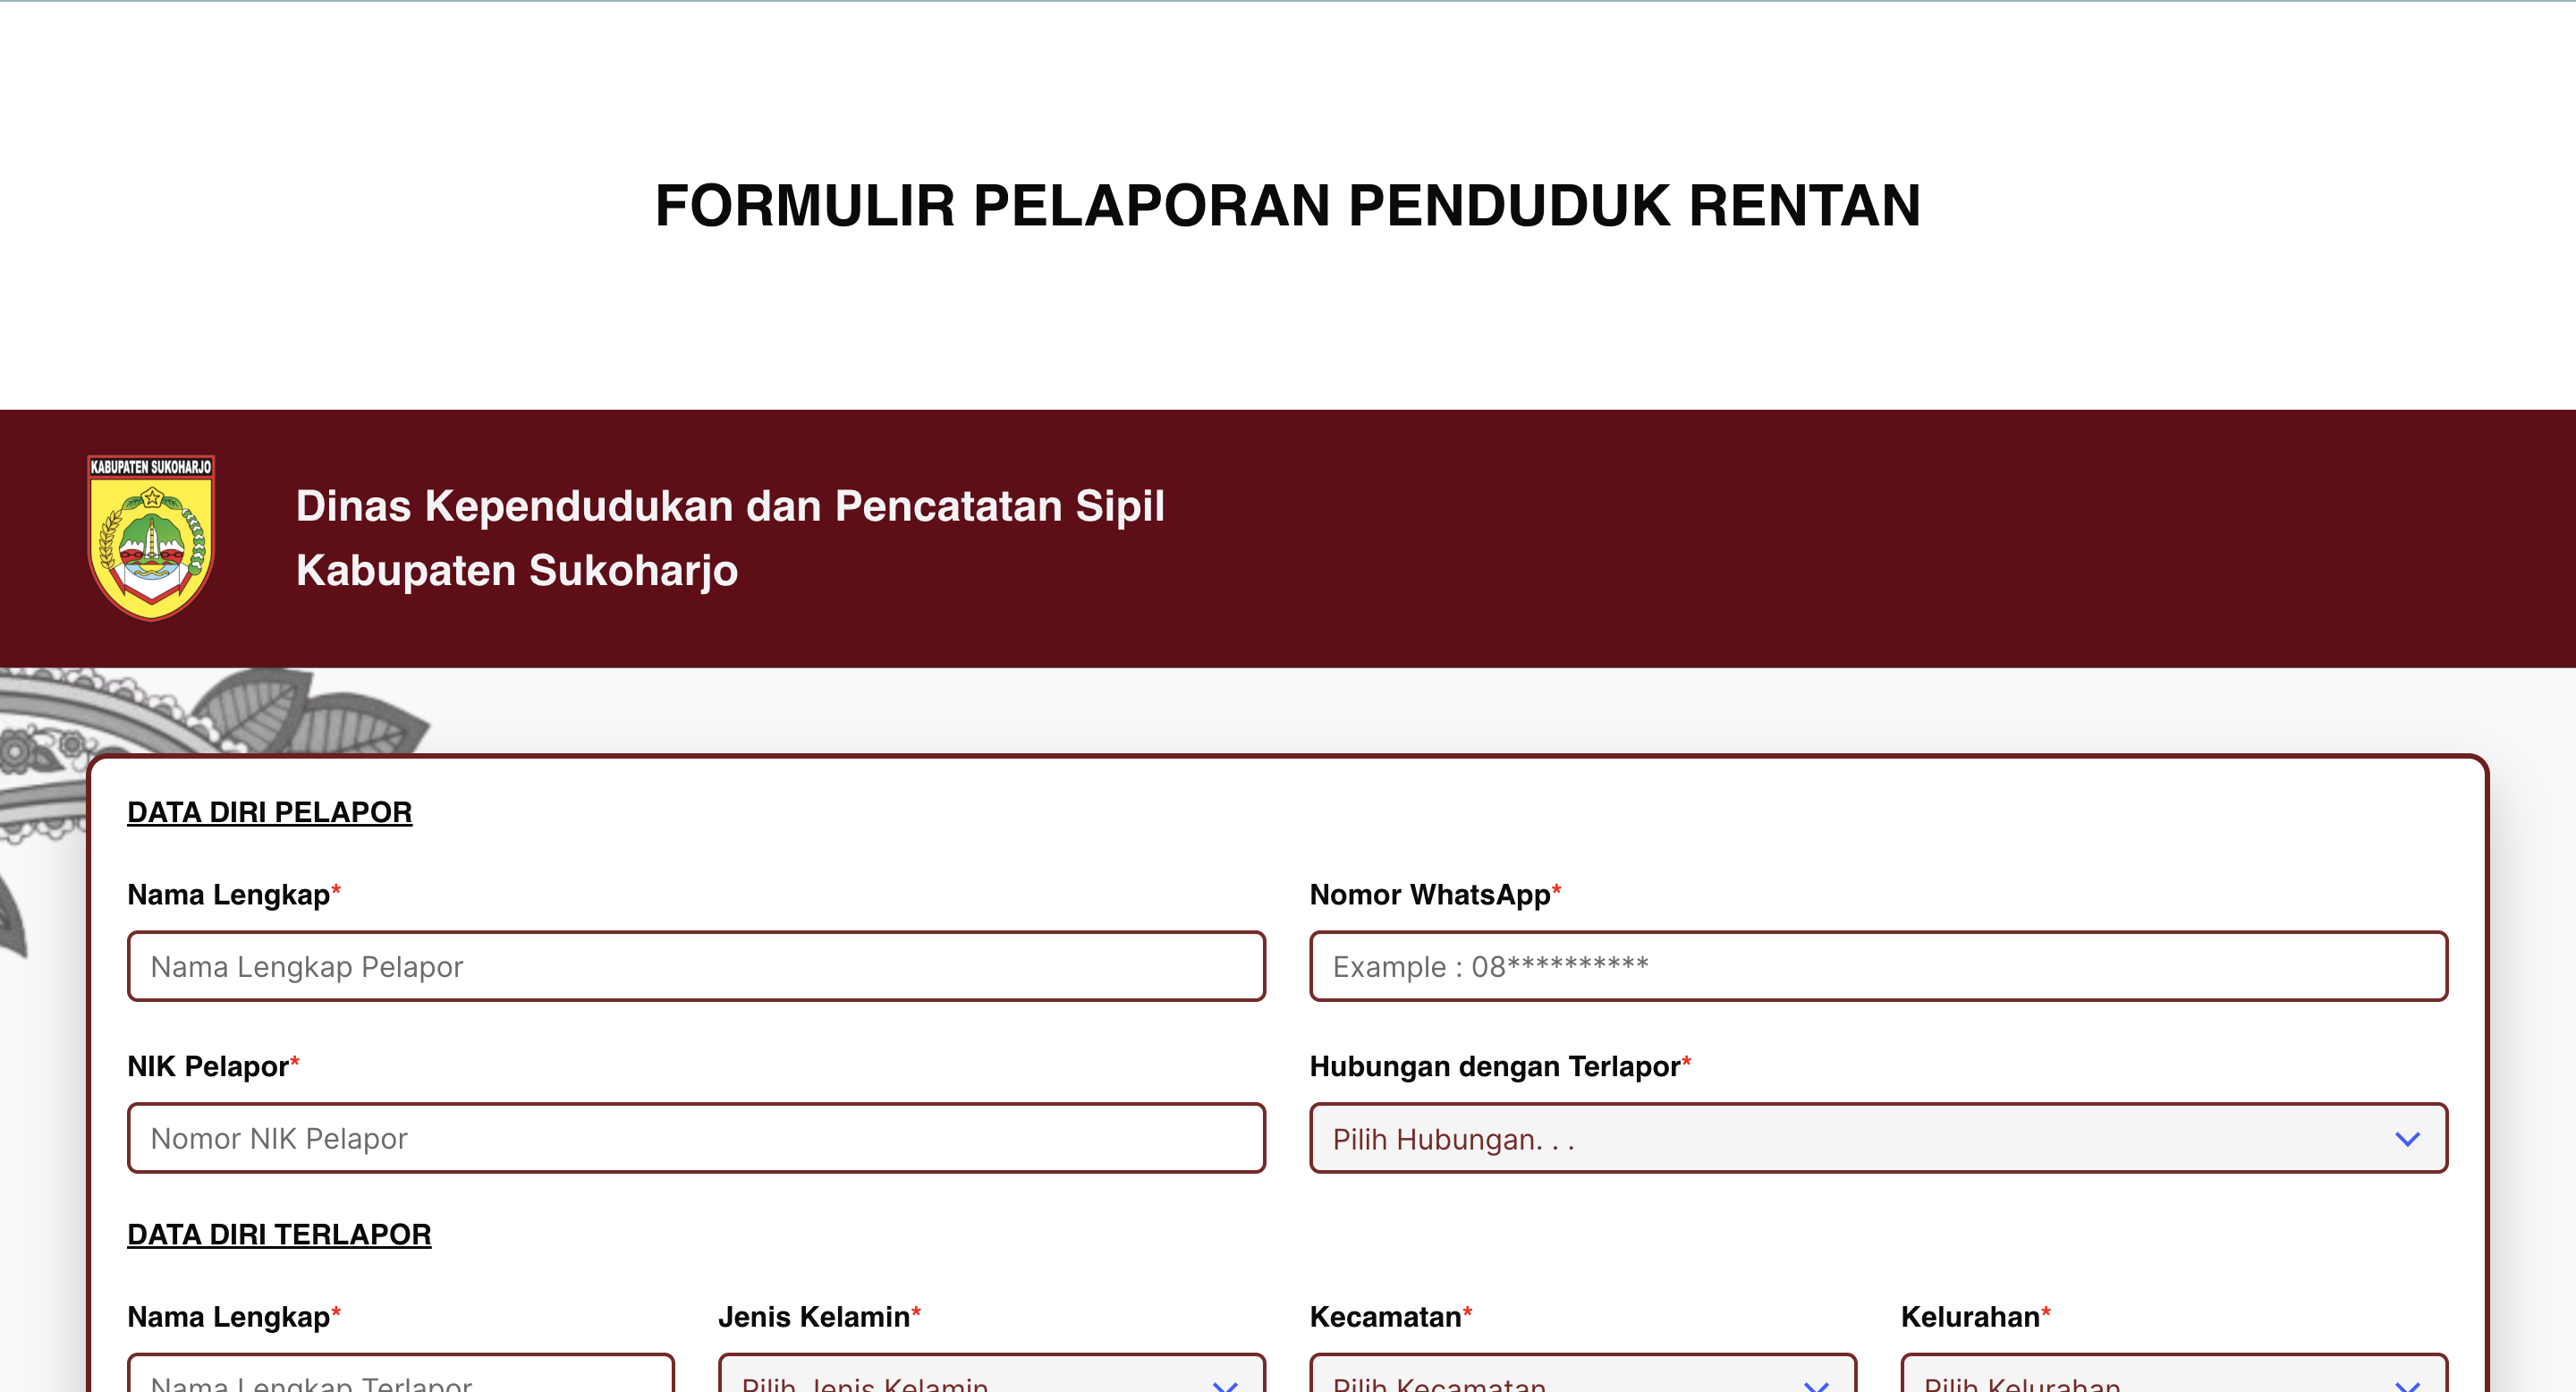 FORMULIR PELAPORAN PENDUDUK RENTAN
KABUPATEN SUKOHARJO
Dinas Kependudukan dan Pencatatan Sipil
Kabupaten Sukoharjo
DATA DIRI PELAPOR
Nama Lengkap*
Nomor WhatsApp*
Nama Lengkap Pelapor
Example : 08**********
NIK Pelapor*
Hubungan dengan Terlapor*
Nomor NIK Pelapor
Pilih Hubungan. . .
DATA DIRI TERLAPOR
Nama Lengkap*
Jenis Kelamin*
Kecamatan*
Kelurahan*
Nama Lengkap Terlapor
Pilih Jenis Kelamin
Pilih Kecamatan
Pilih Kelurahan